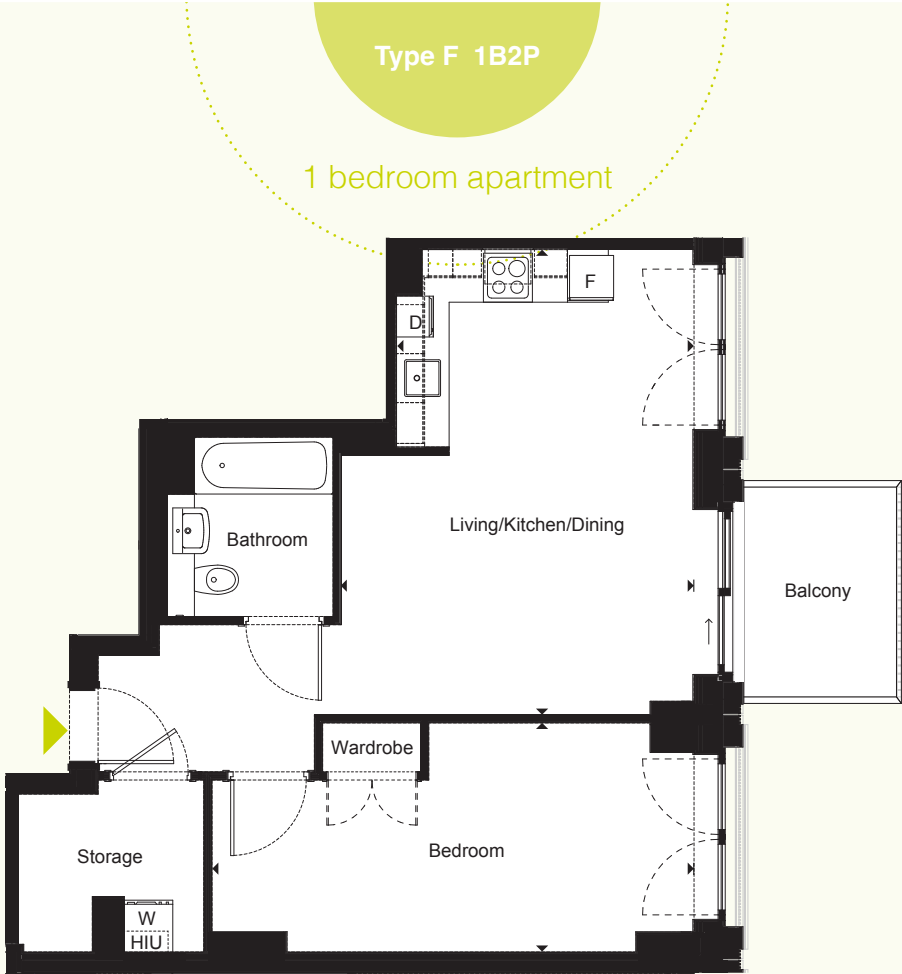 Type F 1B2P
1 bedroom apartment
F
D
Living/Kitchen/Dining
Bathroom
Balcony
Wardrobe
Bedroom
Storage
W
HIU